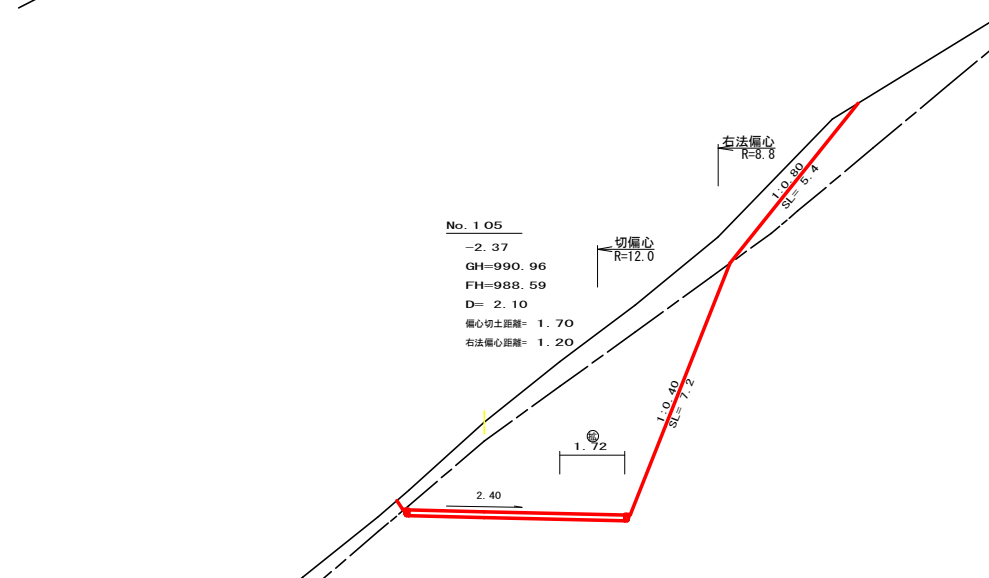 右法偏心
R=8.8
1:0.80
SL= 5.4
No.105
切偏心
R=12.0
-2.37
GH=990.96
FH=988.59
D= 2.10
偏心切土距離= 1.70
右法偏心距離= 1.20
1:0.40
SL= 7.2
拡
1.72
2.40